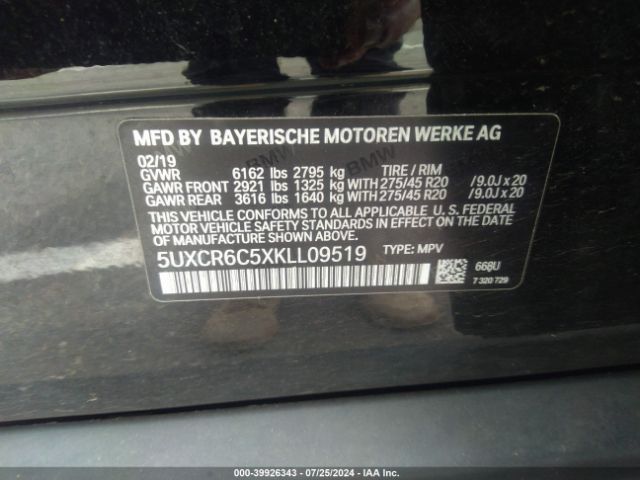 MFD BY BAYERISCHE MOTOREN WERKE AG
02/19
GVWR 6162 lbs 2795 kg TIRE / RIM
GAWR FRONT 2921 lbs 1325 kg WITH 275/45 R20 / 9.0J x 20
GAWR REAR 3616 lbs 1640 kg WITH 275/45 R20 / 9.0J x 20
THIS VEHICLE CONFORMS TO ALL APPLICABLE U. S. FEDERAL
MOTOR VEHICLE SAFETY STANDARDS IN EFFECT ON THE DATE
OF MANUFACTURE SHOWN ABOVE.
5UXCR6C5XKLL09519 TYPE: MPV
668U
7 320 729
BMW
BMW
000-39926343 / 07/25/2024 - IAA Inc.